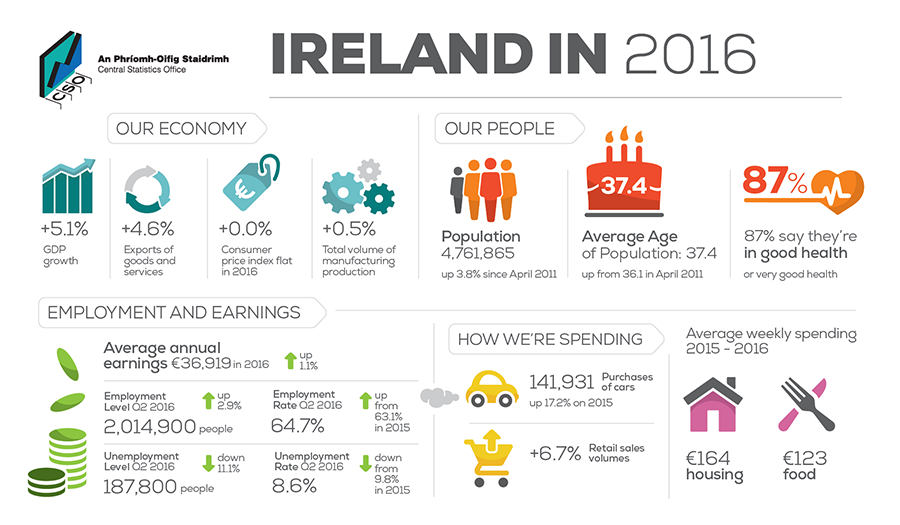 An Phríomh-Oifig Staidrimh
Central Statistics Office
CSO
IRELAND IN 2016
OUR ECONOMY
+5.1%
GDP
growth
+4.6%
Exports of
goods and
services
€
+0.0%
Consumer
price index flat
in 2016
+0.5%
Total volume of
manufacturing
production
OUR PEOPLE
Population
4,761,865
up 3.8% since April 2011
37.4
Average Age
of Population: 37.4
up from 36.1 in April 2011
87%
87% say they're
in good health
or very good health
EMPLOYMENT AND EARNINGS
Average annual
earnings €36,919 in 2016
up
1.1%
Employment
Level Q2 2016
up
2.9%
2,014,900 people
Employment
Rate Q2 2016
64.7%
up
from
63.1%
in 2015
Unemployment
Level Q2 2016
down
11.1%
187,800 people
Unemployment
Rate Q2 2016
8.6%
down
from
9.8%
in 2015
HOW WE'RE SPENDING
141,931 Purchases
of cars
up 17.2% on 2015
+6.7% Retail sales
volumes
Average weekly spending
2015 - 2016
€164
housing
€123
food